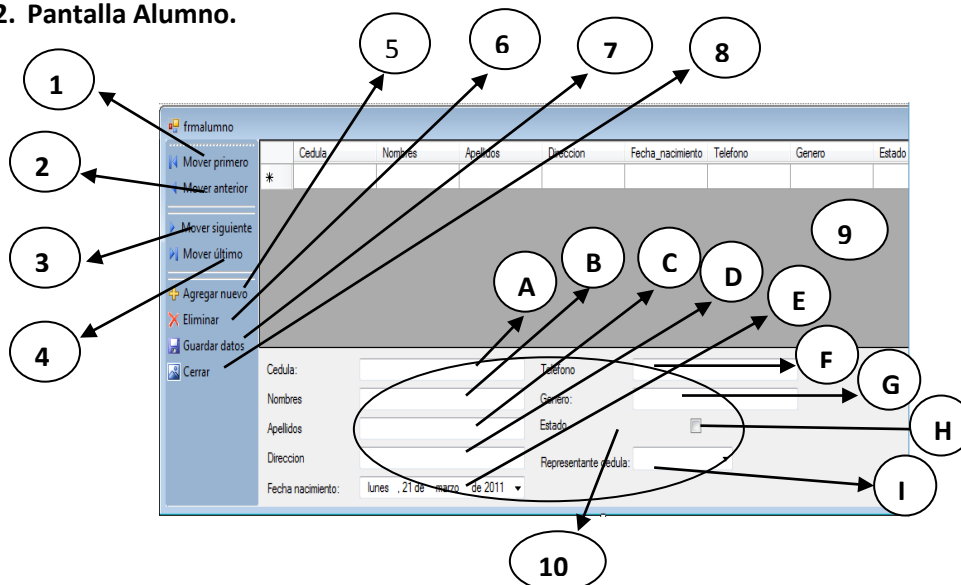 2. Pantalla Alumno.
5 6 7 8
1
frmalumno
Cedula Nombres Apellidos Direccion Fecha_nacimiento Telefono Genero Estado
Mover primero
2
Mover anterior
3
Mover siguiente
Mover último
9
4
Agregar nuevo
Eliminar
Guardar datos
Cerrar
A B C D E
Cedula: Telefono F
Nombres Genero: G
Apellidos Estado H
Direccion Representante cedula: I
Fecha nacimiento: lunes , 21 de marzo de 2011
10